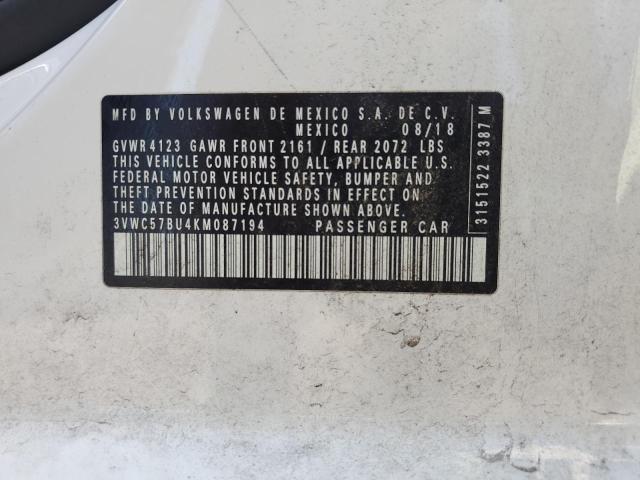 MFD BY VOLKSWAGEN DE MEXICO S.A. DE C.V.
MEXICO 08/18
GVWR 4123 GAWR FRONT 2161 / REAR 2072 LBS
THIS VEHICLE CONFORMS TO ALL APPLICABLE U.S.
FEDERAL MOTOR VEHICLE SAFETY, BUMPER AND
THEFT PREVENTION STANDARDS IN EFFECT ON
THE DATE OF MANUFACTURE SHOWN ABOVE.
3VWC57BU4KM087194 PASSENGER CAR
3151522 3387 M